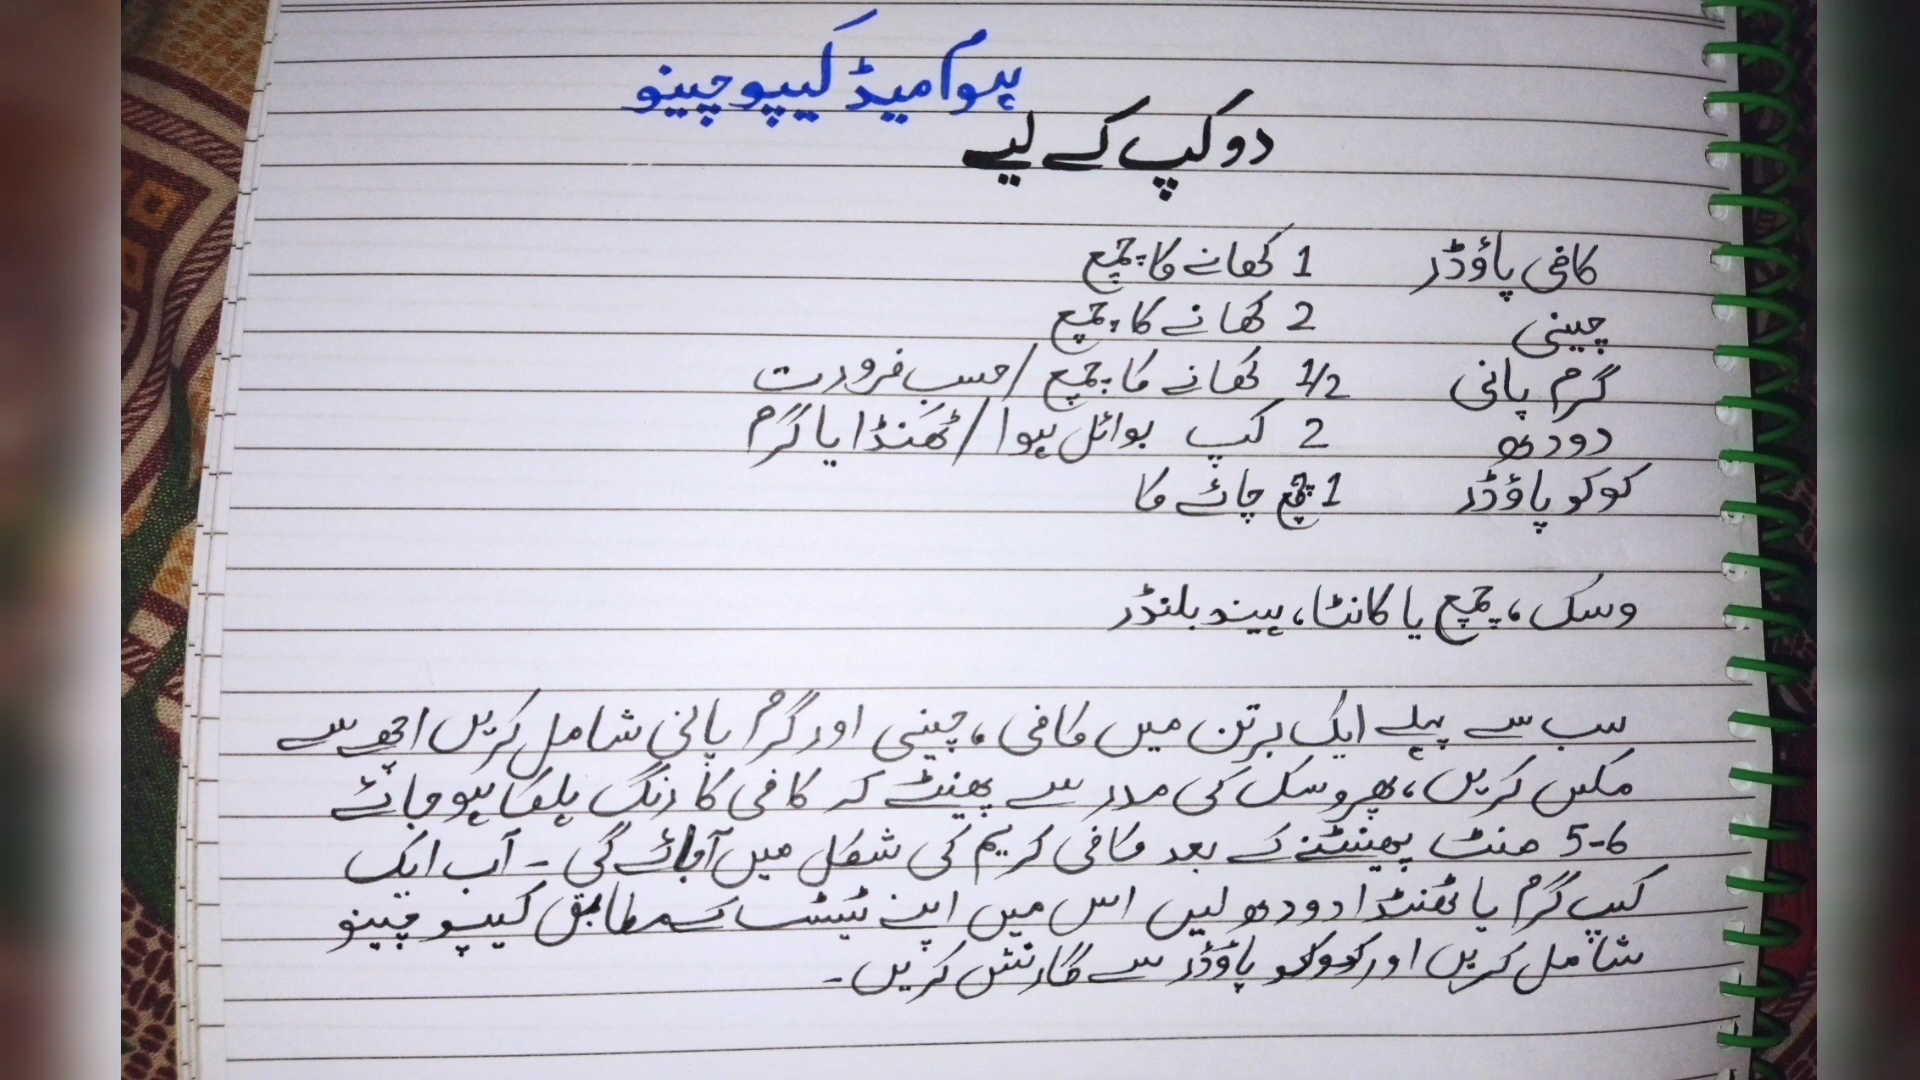 ہوم میڈ کیپوچینو
دو کپ کے لیے
کافی پاؤڈر 1 کھانے کا چمچ
چینی 2 کھانے کا چمچ
گرم پانی 1/2 کھانے کا چمچ / حسب ضرورت
دودھ 2 کپ بوائل ہوا / ٹھنڈا یا گرم
کوکو پاؤڈر 1 چمچ چائے کا
وسک، چمچ یا کانٹا، ہینڈ بلنڈر
سب سے پہلے ایک برتن میں کافی، چینی اور گرم پانی شامل کریں اچھے سے
مکس کریں، پھر وسک کی مدد سے پھینٹے کہ کافی کا رنگ ہلکا ہو جائے
5-6 منٹ پھینٹنے کے بعد کافی کریم کی شکل میں آجائے گی - آب ایک
کپ گرم یا ٹھنڈا دودھ لیں اس میں اپنے ٹیسٹ کے مطابق کیپوچینو
شامل کریں اور کوکو پاؤڈر سے گارنش کریں -